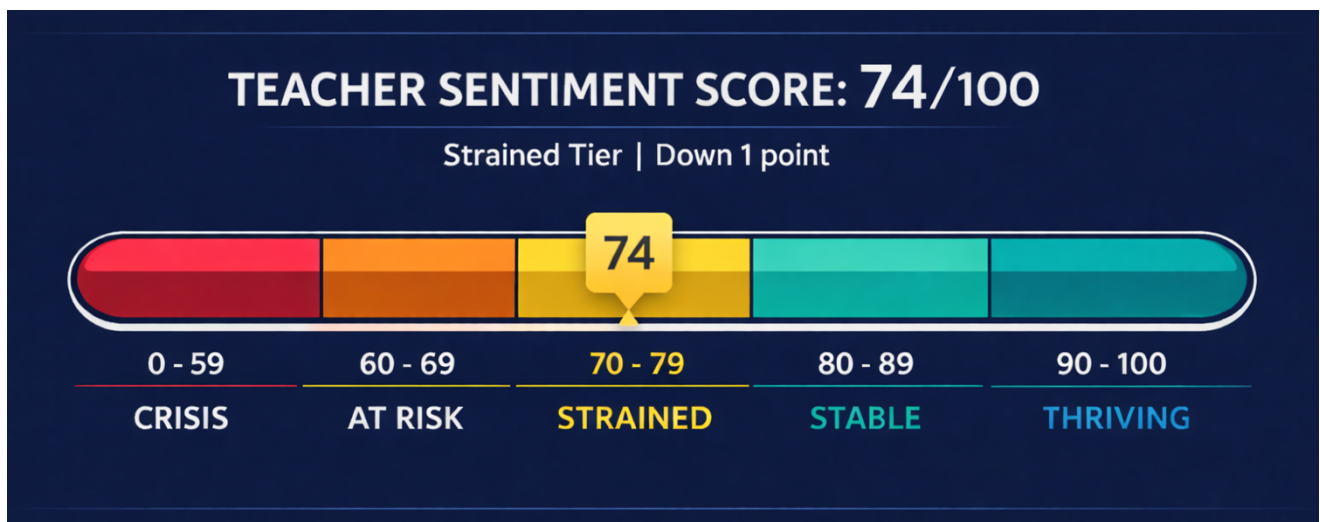 TEACHER SENTIMENT SCORE: 74/100
Strained Tier | Down 1 point
74
0 - 59 60 - 69 70 - 79 80 - 89 90 - 100
CRISIS AT RISK STRAINED STABLE THRIVING